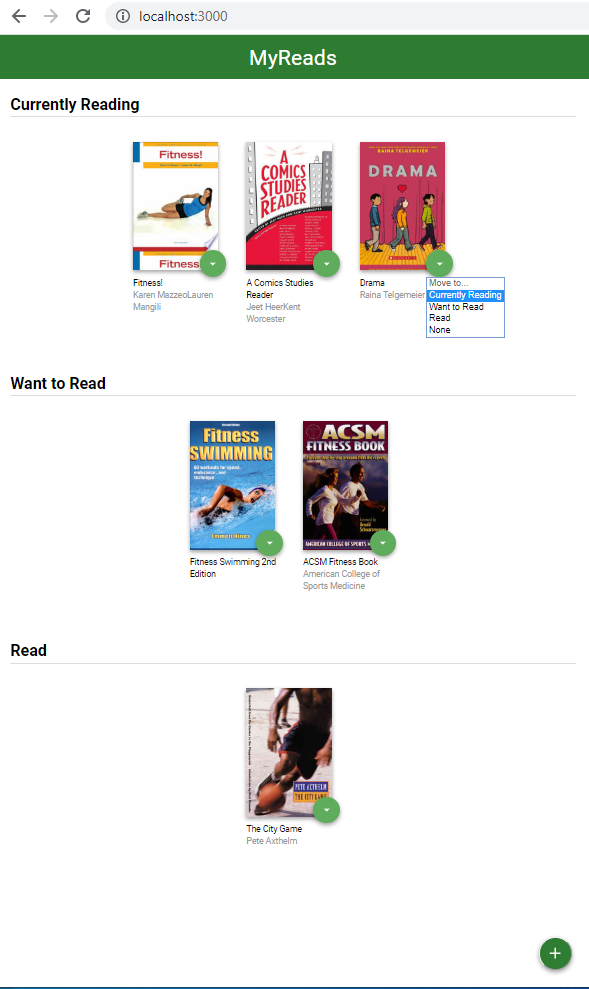 localhost:3000
MyReads
Currently Reading
Fitness!
Fitness!
A
COMICS
STUDIES
READER
RAINA TELGEMEIER
DRAMA
Fitness!
Karen MazzeoLauren
Mangili
A Comics Studies
Reader
Jeet HeerKent
Worcester
Drama
Raina Telgemeier
Move to...
Currently Reading
Want to Read
Read
None
Want to Read
Fitness
SWIMMING
60 workouts for speed,
endurance, and
technique
Emmett Hines
ACSM
FITNESS BOOK
AMERICAN COLLEGE OF SPORTS
Fitness Swimming 2nd
Edition
ACSM Fitness Book
American College of
Sports Medicine
Read
PETE AXTHELM
THE CITY GAME
The City Game
Pete Axthelm
+